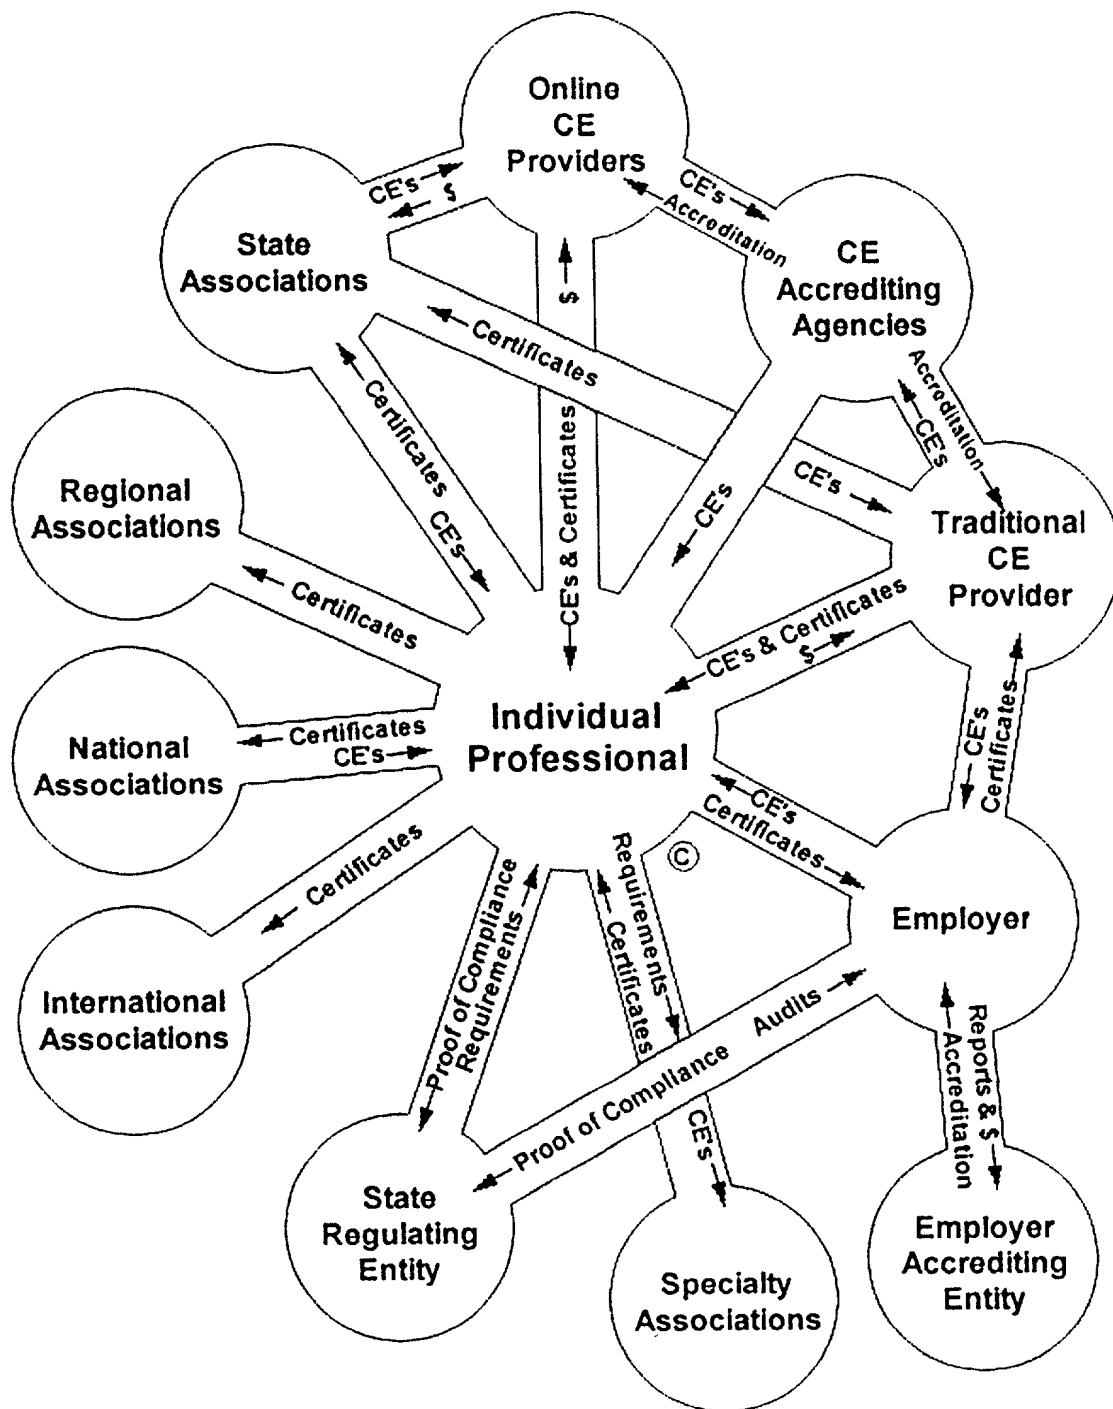 Online
CE
Providers
CE's
$
CE's
Accreditation
State
Associations
CE
Accrediting
Agencies
$
Certificates
Accreditation
CE's
Certificates
CE's
CE's & Certificates
CE's
CE's
Regional
Associations
Traditional
CE
Provider
Certificates
CE's & Certificates
$
Individual
Professional
National
Associations
Certificates
CE's
CE's
Certificates
CE's
Certificates
Certificates
Proof of Compliance
Requirements
Requirements
Certificates
©
Employer
International
Associations
Audits
Proof of Compliance
Reports & $
Accreditation
CE's
State
Regulating
Entity
Specialty
Associations
Employer
Accrediting
Entity